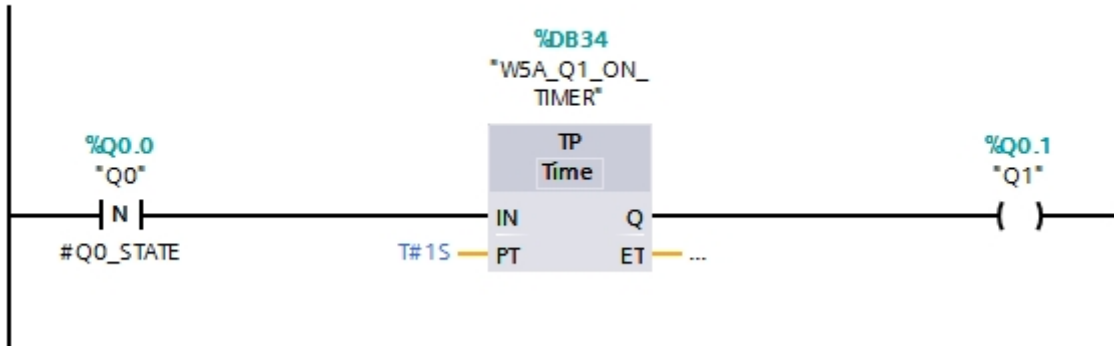 %DB34
"W5A_Q1_ON_
TIMER"
%Q0.0
"Q0"
N
#Q0_STATE
TP
Time
IN Q
T#1S PT ET ...
%Q0.1
"Q1"
( )